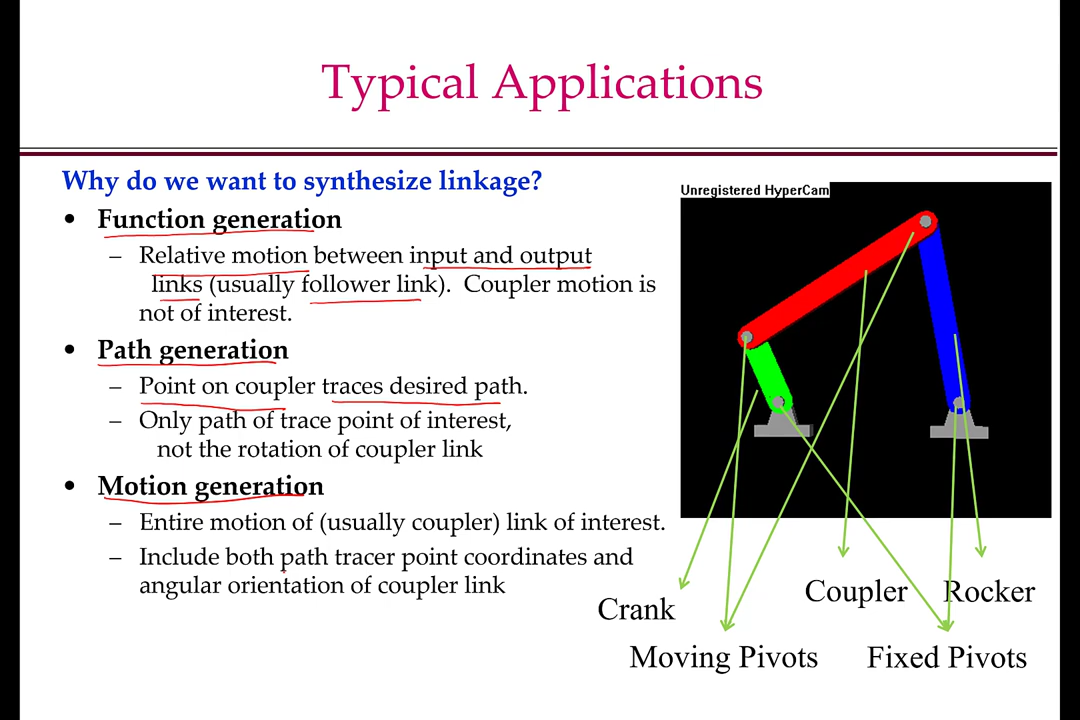 Typical Applications
Why do we want to synthesize linkage?
• Function generation
– Relative motion between input and output
links (usually follower link). Coupler motion is
not of interest.
• Path generation
– Point on coupler traces desired path.
– Only path of trace point of interest,
not the rotation of coupler link
• Motion generation
– Entire motion of (usually coupler) link of interest.
– Include both path tracer point coordinates and
angular orientation of coupler link
Unregistered HyperCam
Coupler
Rocker
Crank
Moving Pivots
Fixed Pivots